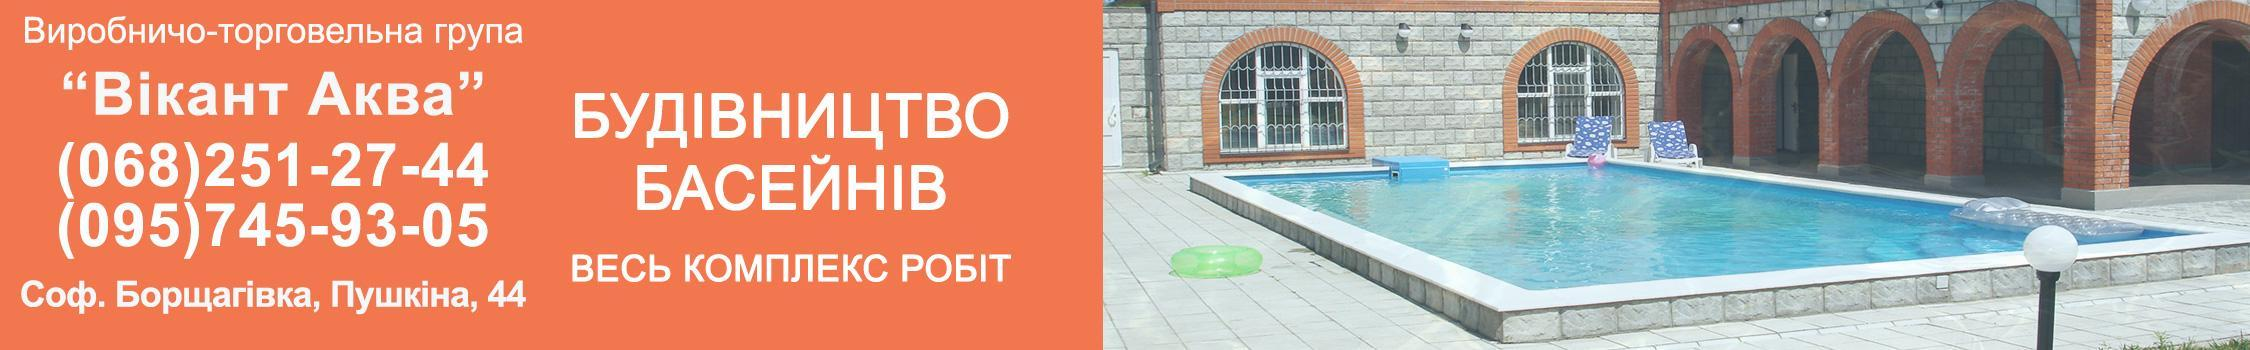 Виробничо-торговельна група
“Вікант Аква”
(068)251-27-44
(095)745-93-05
Соф. Борщагівка, Пушкіна, 44
БУДІВНИЦТВО
БАСЕЙНІВ
ВЕСЬ КОМПЛЕКС РОБІТ